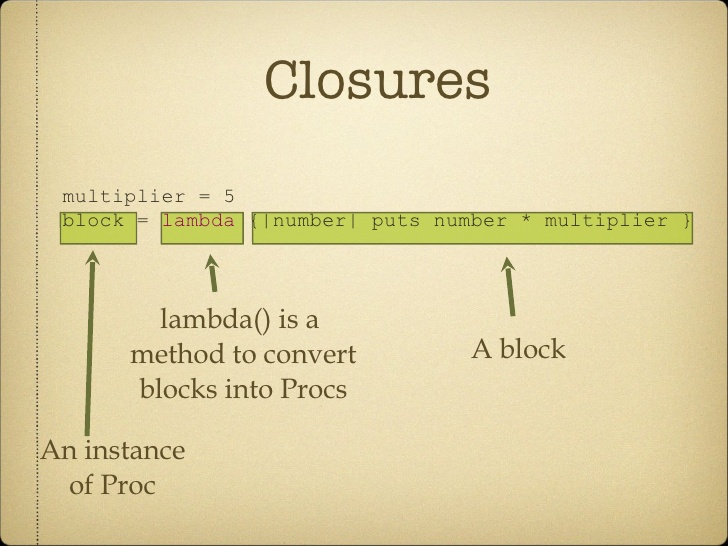 Closures
multiplier = 5
block = lambda {|number| puts number * multiplier }
lambda() is a
method to convert
blocks into Procs
A block
An instance
of Proc